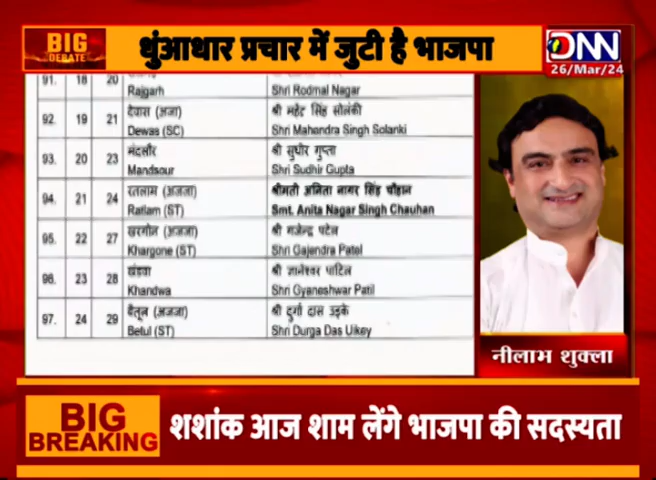 BIG
DEBATE
धुंआधार प्रचार में जुटी है भाजपा
DNN
26/Mar/24
91. 18 20
Rajgarh Shri Rodmal Nagar
92. 19 21 देवास (अजा) श्री महेंद्र सिंह सोलंकी
Dewas (SC) Shri Mahendra Singh Solanki
93. 20 23 मंदसौर श्री सुधीर गुप्ता
Mandsour Shri Sudhir Gupta
94. 21 24 रतलाम (अजजा) श्रीमती अनिता नागर सिंह चौहान
Ratlam (ST) Smt. Anita Nagar Singh Chauhan
95. 22 27 खरगौन (अजजा) श्री गजेन्द्र पटेल
Khargone (ST) Shri Gajendra Patel
96. 23 28 खंडवा श्री ज्ञानेश्वर पाटिल
Khandwa Shri Gyaneshwar Patil
97. 24 29 बैतूल (अजजा) श्री दुर्गा दास उइके
Betul (ST) Shri Durga Das Uikey
नीलाभ शुक्ला
BIG
BREAKING
शशांक आज शाम लेंगे भाजपा की सदस्यता